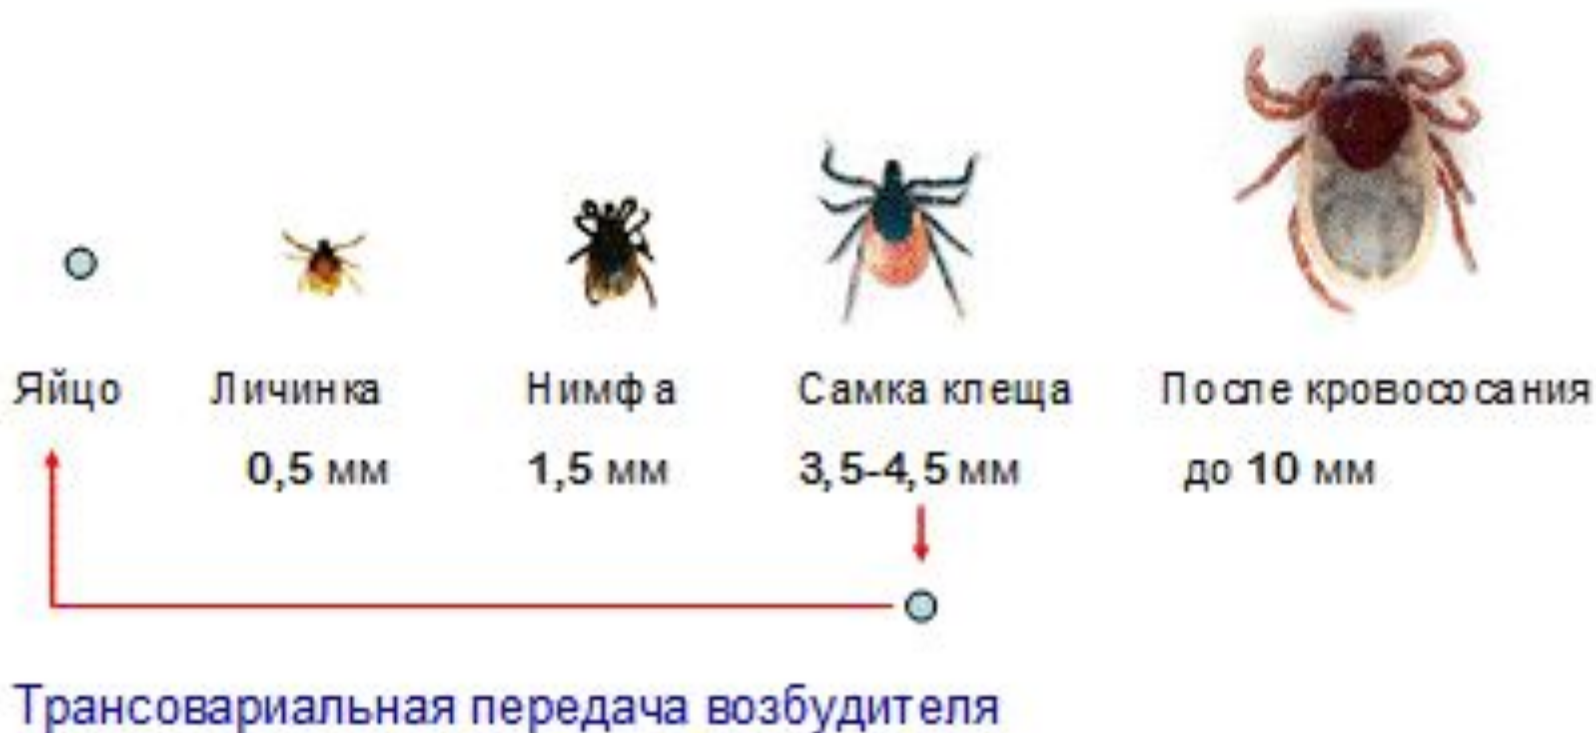 Яйцо Личинка Нимфа Самка клеща После кровососания
0,5 мм 1,5 мм 3,5-4,5 мм до 10 мм
Трансовариальная передача возбудителя